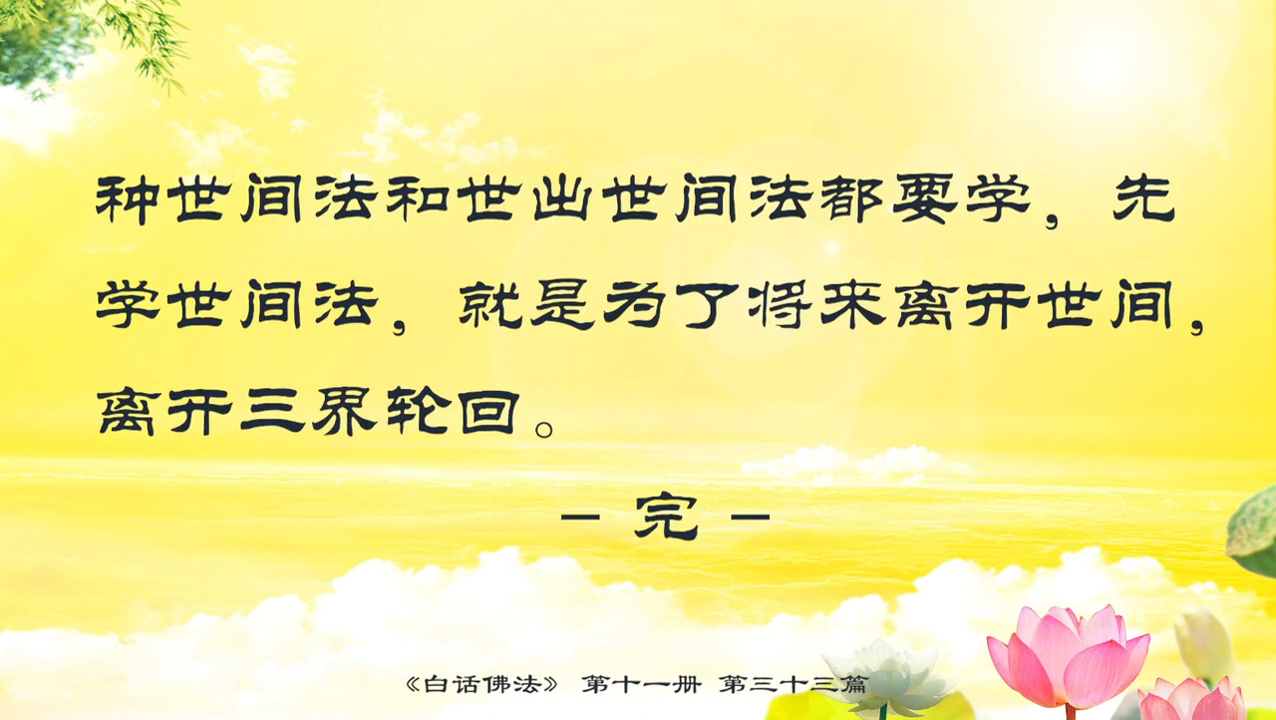 种世间法和世出世间法都要学，先
学世间法，就是为了将来离开世间，
离开三界轮回。
－ 完 －
《白话佛法》 第十一册 第三十三篇